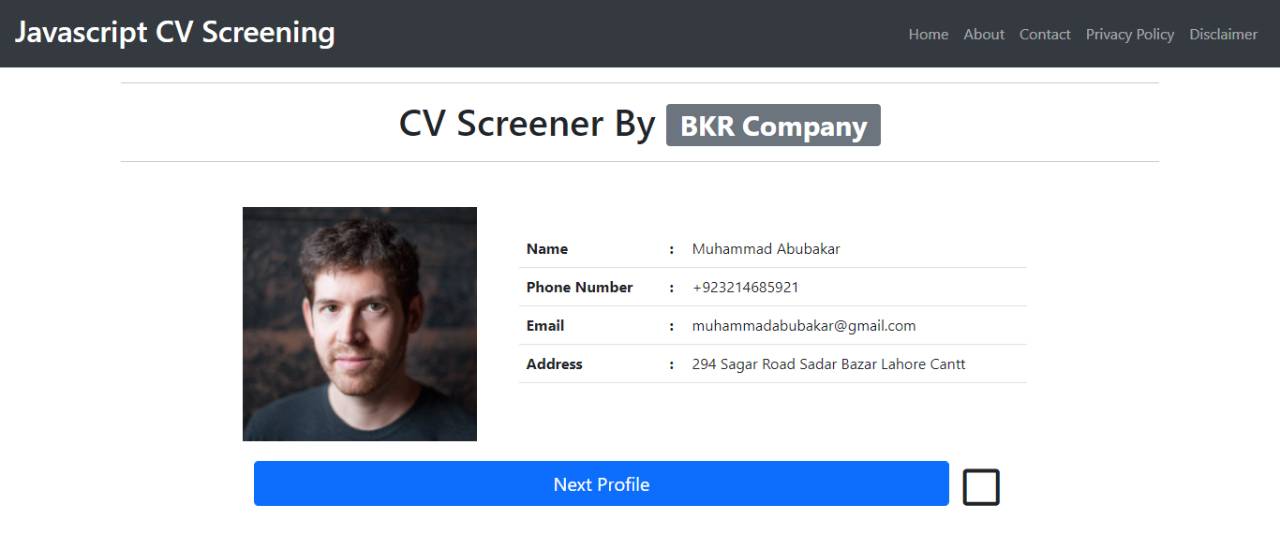 Javascript CV Screening Home About Contact Privacy Policy Disclaimer
CV Screener By BKR Company
Name : Muhammad Abubakar
Phone Number : +923214685921
Email : muhammadabubakar@gmail.com
Address : 294 Sagar Road Sadar Bazar Lahore Cantt
Next Profile